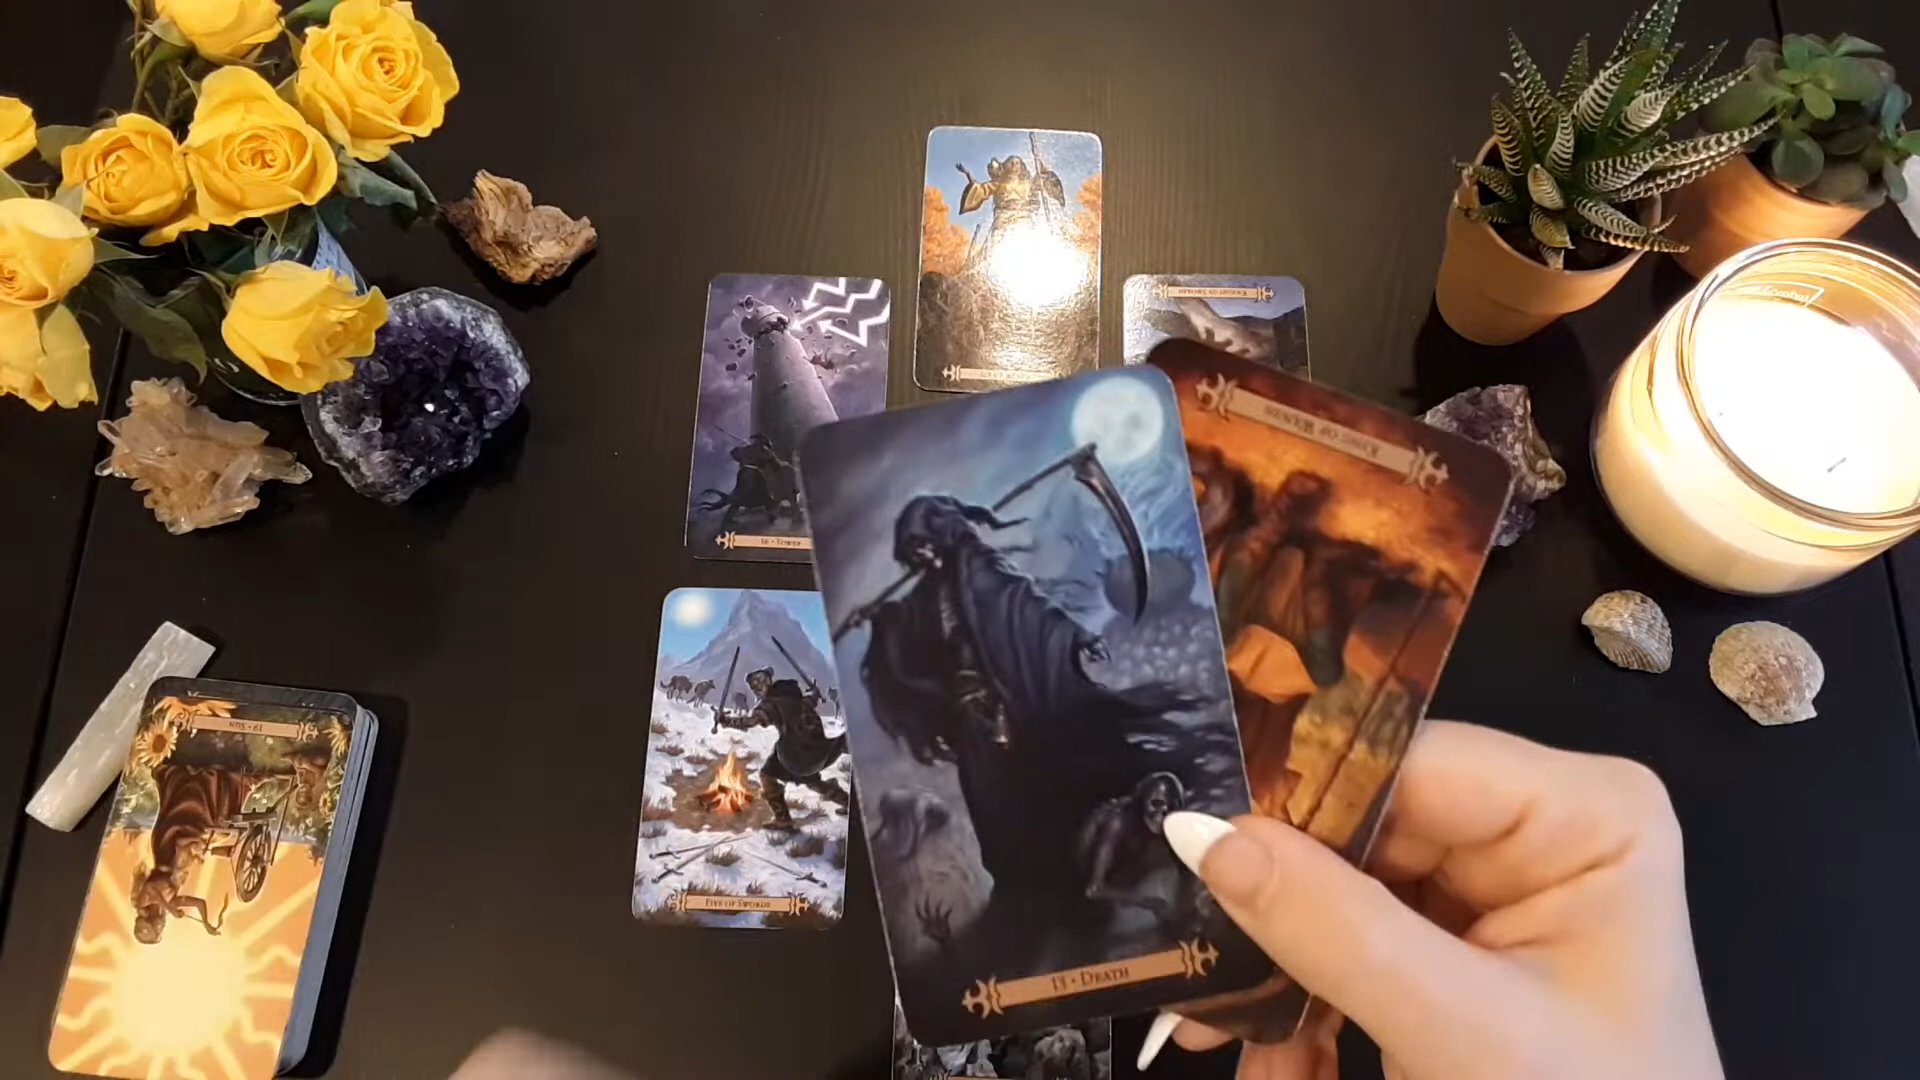 KNIGHT OF SWORDS
16 • TOWER
KING OF WANDS
19 • SUN
FIVE OF SWORDS
13 • DEATH